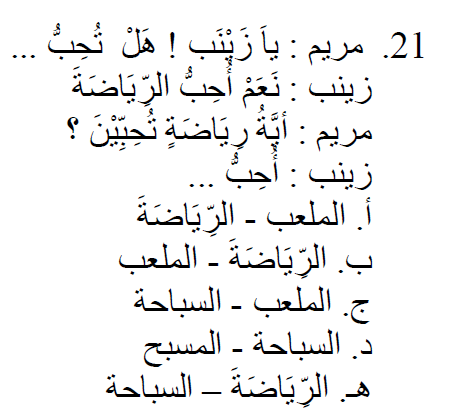 21. مريم : ياَ زَيْنَب ! هَلْ تُحِبُّ ...
زينب : نَعَمْ أُحِبُّ الرِّيَاضَةَ
مريم : أيَّةُ رِيَاضَةٍ تُحِبِّيْنَ ؟
زينب : أُحِبُّ ...
أ. الملعب - الرِّيَاضَةَ
ب. الرِّيَاضَةَ - الملعب
ج. الملعب - السباحة
د. السباحة - المسبح
هـ. الرِّيَاضَةَ – السباحة